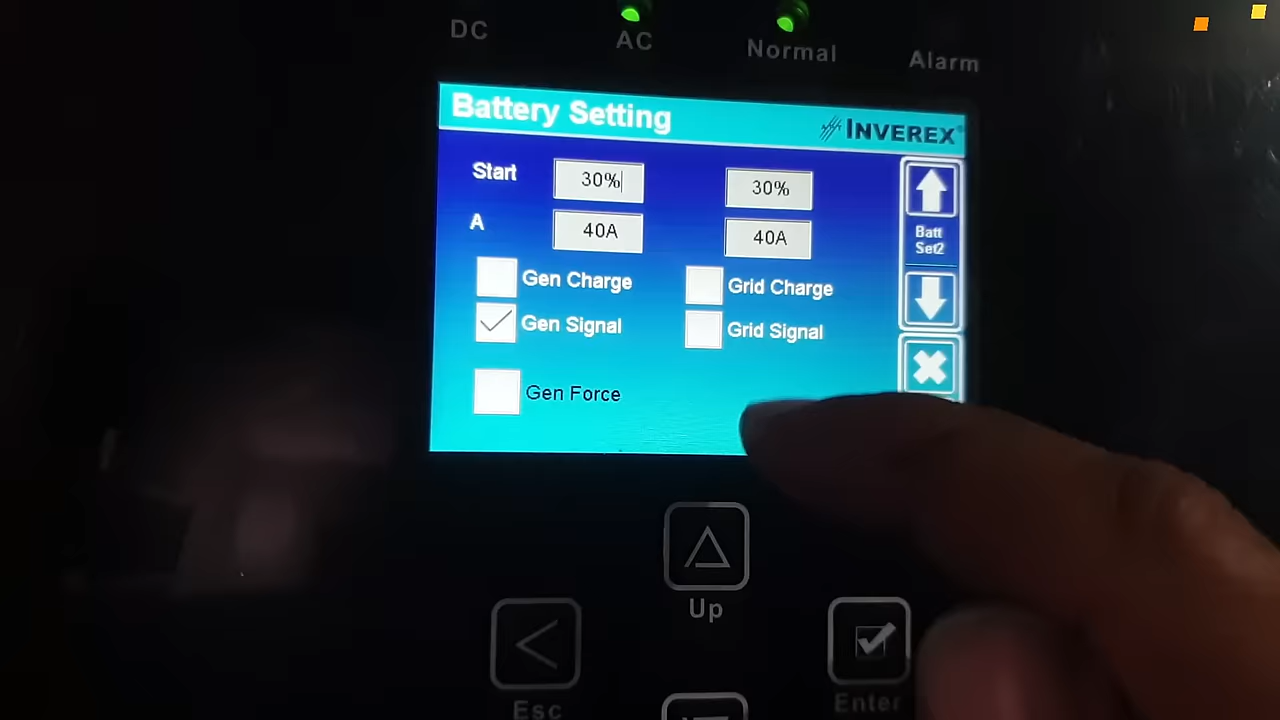 DC
AC
Normal
Alarm
Battery Setting
INVEREX
Start 30% 30%
A 40A 40A
Batt
Set2
Gen Charge Grid Charge
Gen Signal Grid Signal
Gen Force
Up
Esc
Enter